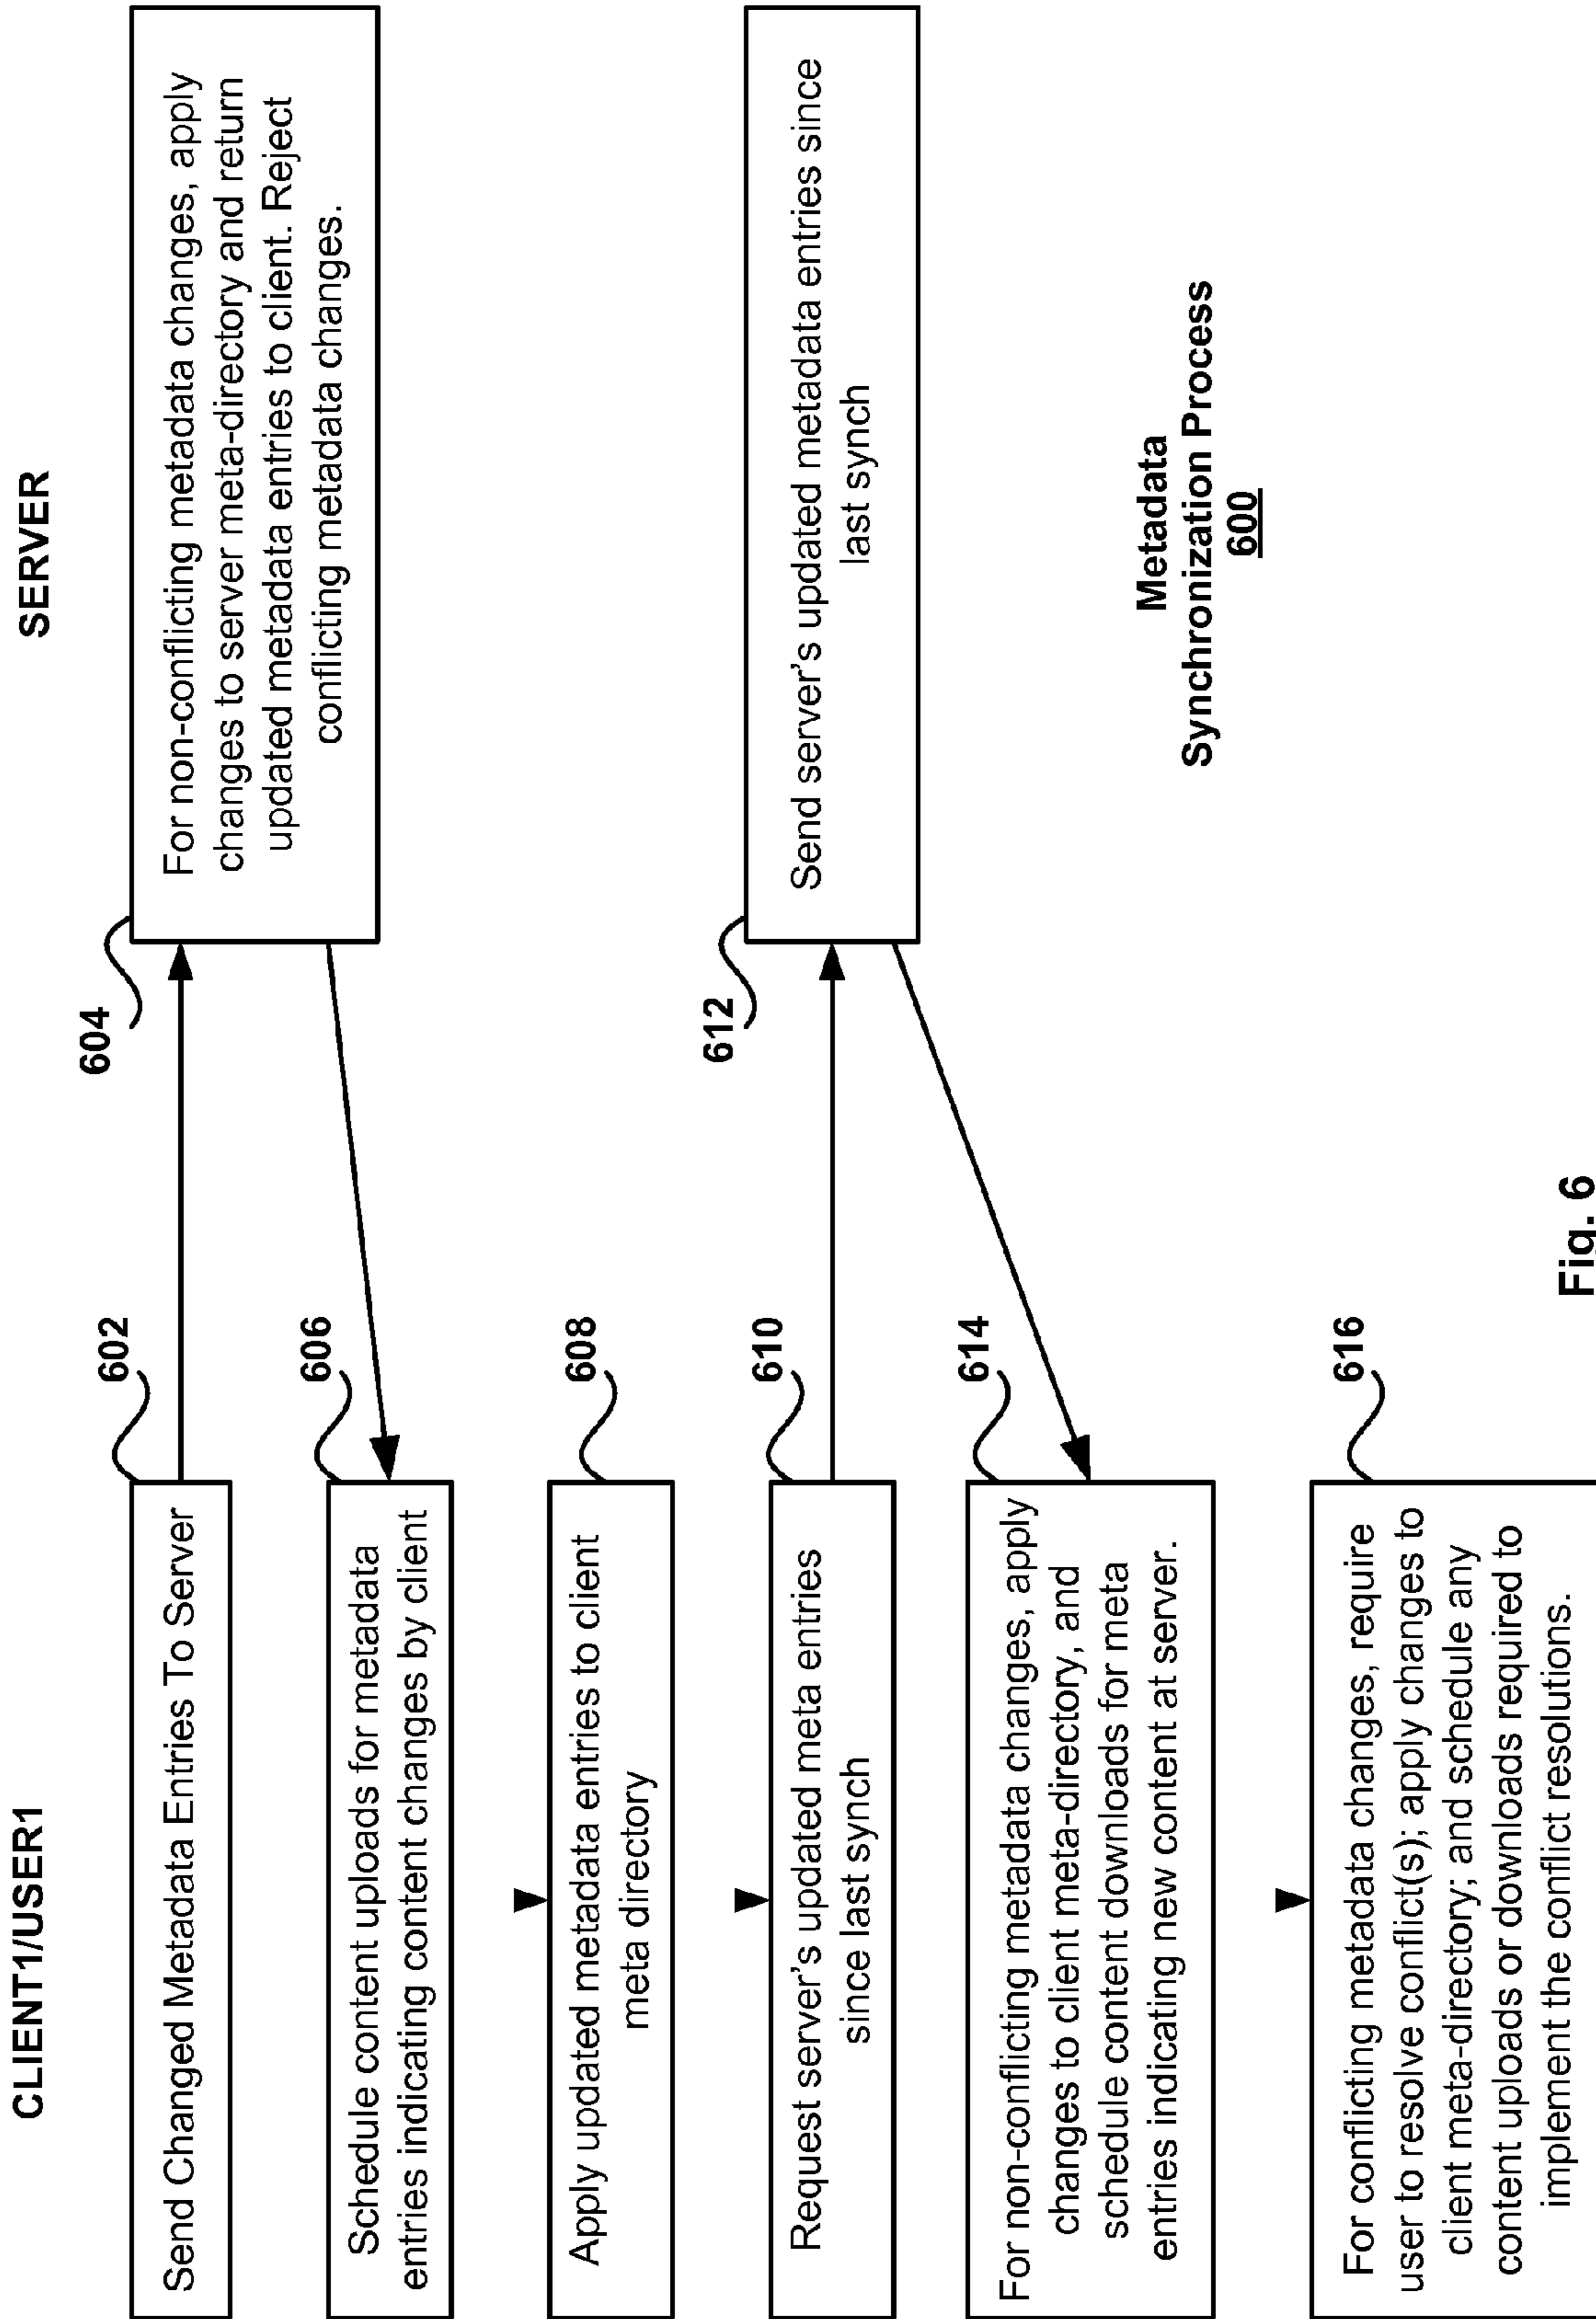 CLIENT1/USER1
SERVER
602
Send Changed Metadata Entries To Server
604
For non-conflicting metadata changes, apply
changes to server meta-directory and return
updated metadata entries to client. Reject
conflicting metadata changes.
606
Schedule content uploads for metadata
entries indicating content changes by client
608
Apply updated metadata entries to client
meta directory
610
Request server's updated meta entries
since last synch
612
Send server's updated metadata entries since
last synch
614
For non-conflicting metadata changes, apply
changes to client meta-directory, and
schedule content downloads for meta
entries indicating new content at server.
616
For conflicting metadata changes, require
user to resolve conflict(s); apply changes to
client meta-directory; and schedule any
content uploads or downloads required to
implement the conflict resolutions.
Metadata
Synchronization Process
600
Fig. 6